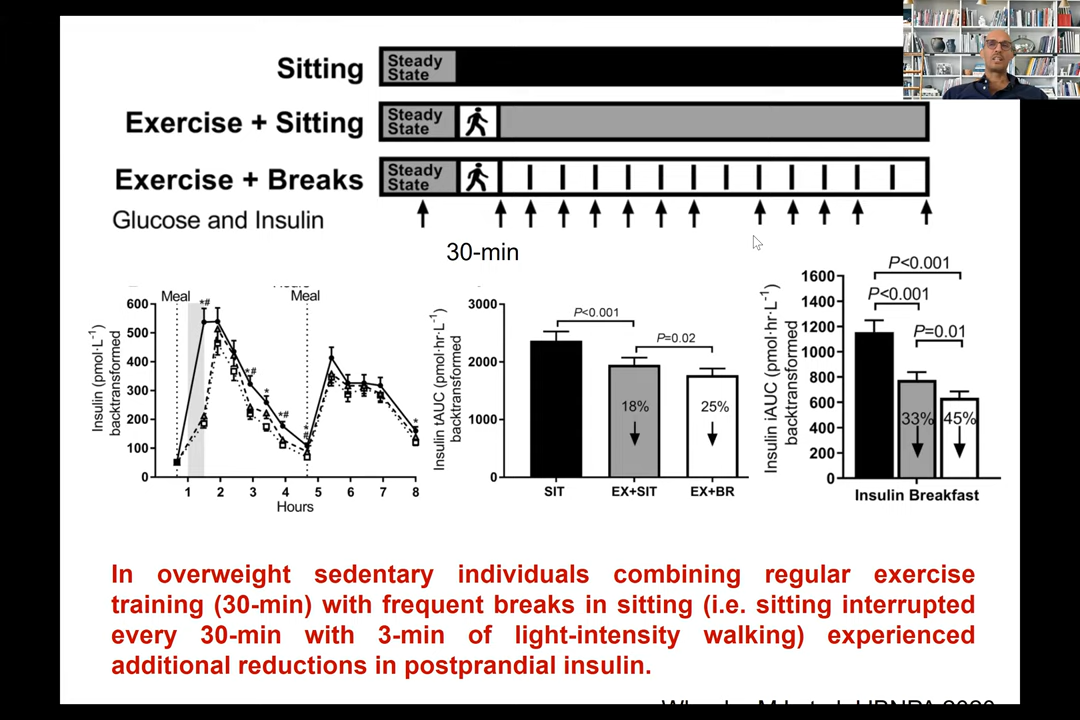 Sitting
Steady
State
Exercise + Sitting
Steady
State
Exercise + Breaks
Steady
State
Glucose and Insulin
30-min
Meal
Meal
*#
Insulin (pmol·L⁻¹)
backtransformed
600
500
400
300
200
100
0
*#
*
*#
*
#
*
1 2 3 4 5 6 7 8
Hours
Insulin tAUC (pmol·hr·L⁻¹)
backtransformed
3000
2000
1000
0
P<0.001
P=0.02
18%
25%
SIT EX+SIT EX+BR
Insulin iAUC (pmol·hr·L⁻¹)
backtransformed
1600
1400
1200
1000
800
600
400
200
0
P<0.001
P<0.001
P=0.01
33%
45%
Insulin Breakfast
In overweight sedentary individuals combining regular exercise
training (30-min) with frequent breaks in sitting (i.e. sitting interrupted
every 30-min with 3-min of light-intensity walking) experienced
additional reductions in postprandial insulin.